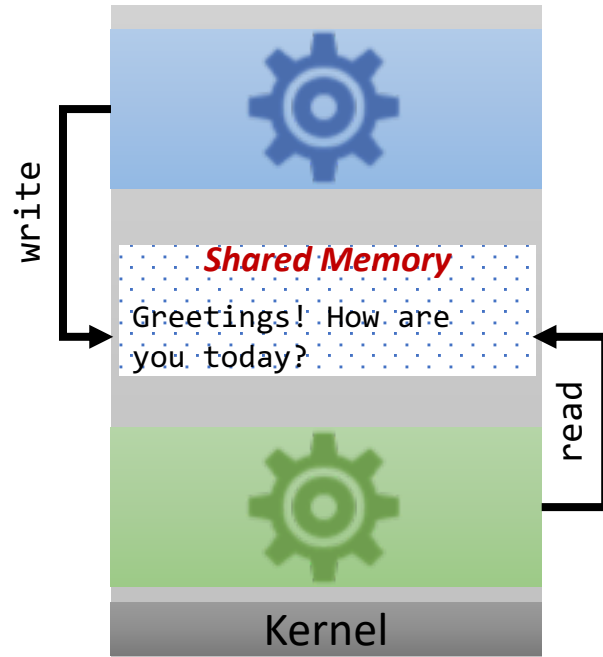 write
Shared Memory
Greetings! How are
you today?
read
Kernel